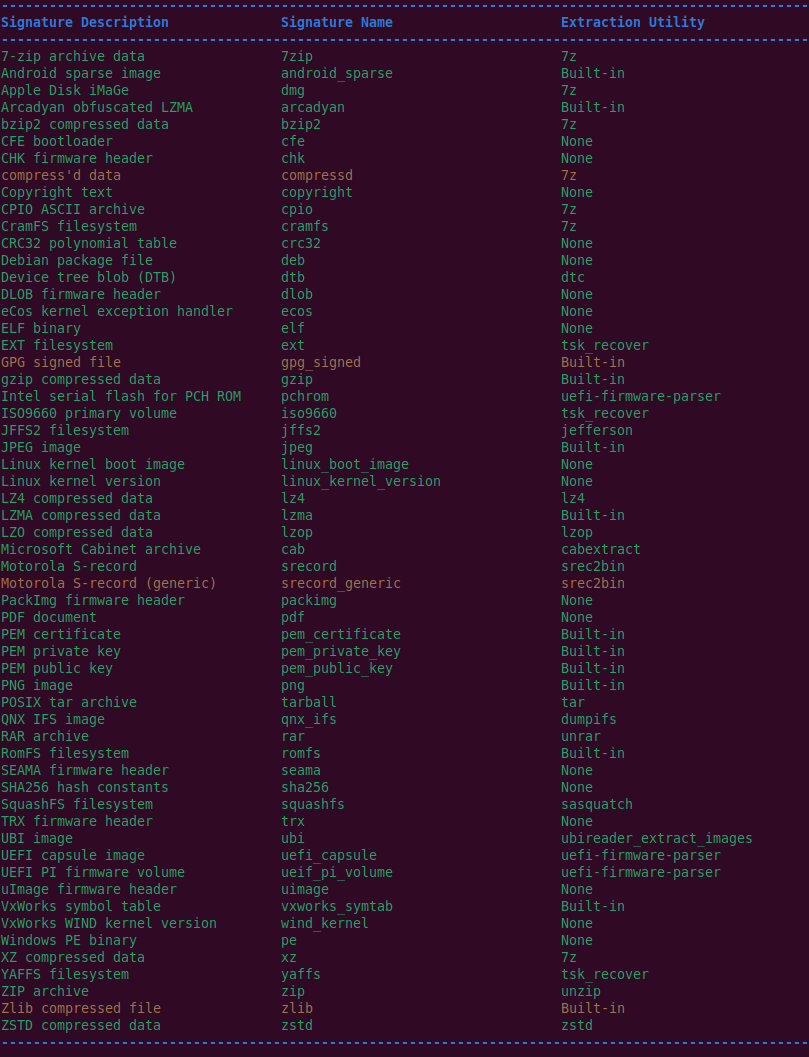 Signature Description Signature Name Extraction Utility
7-zip archive data 7zip 7z
Android sparse image android_sparse Built-in
Apple Disk iMaGe dmg 7z
Arcadyan obfuscated LZMA arcadyan Built-in
bzip2 compressed data bzip2 7z
CFE bootloader cfe None
CHK firmware header chk None
compress'd data compressd 7z
Copyright text copyright None
CPIO ASCII archive cpio 7z
CramFS filesystem cramfs 7z
CRC32 polynomial table crc32 None
Debian package file deb None
Device tree blob (DTB) dtb dtc
DLOB firmware header dlob None
eCos kernel exception handler ecos None
ELF binary elf None
EXT filesystem ext tsk_recover
GPG signed file gpg_signed Built-in
gzip compressed data gzip Built-in
Intel serial flash for PCH ROM pchrom uefi-firmware-parser
ISO9660 primary volume iso9660 tsk_recover
JFFS2 filesystem jffs2 jefferson
JPEG image jpeg Built-in
Linux kernel boot image linux_boot_image None
Linux kernel version linux_kernel_version None
LZ4 compressed data lz4 lz4
LZMA compressed data lzma Built-in
LZO compressed data lzop lzop
Microsoft Cabinet archive cab cabextract
Motorola S-record srecord srec2bin
Motorola S-record (generic) srecord_generic srec2bin
PackImg firmware header packimg None
PDF document pdf None
PEM certificate pem_certificate Built-in
PEM private key pem_private_key Built-in
PEM public key pem_public_key Built-in
PNG image png Built-in
POSIX tar archive tarball tar
QNX IFS image qnx_ifs dumpifs
RAR archive rar unrar
RomFS filesystem romfs Built-in
SEAMA firmware header seama None
SHA256 hash constants sha256 None
SquashFS filesystem squashfs sasquatch
TRX firmware header trx None
UBI image ubi ubireader_extract_images
UEFI capsule image uefi_capsule uefi-firmware-parser
UEFI PI firmware volume ueif_pi_volume uefi-firmware-parser
uImage firmware header uimage None
VxWorks symbol table vxworks_symtab Built-in
VxWorks WIND kernel version wind_kernel None
Windows PE binary pe None
XZ compressed data xz 7z
YAFFS filesystem yaffs tsk_recover
ZIP archive zip unzip
Zlib compressed file zlib Built-in
ZSTD compressed data zstd zstd